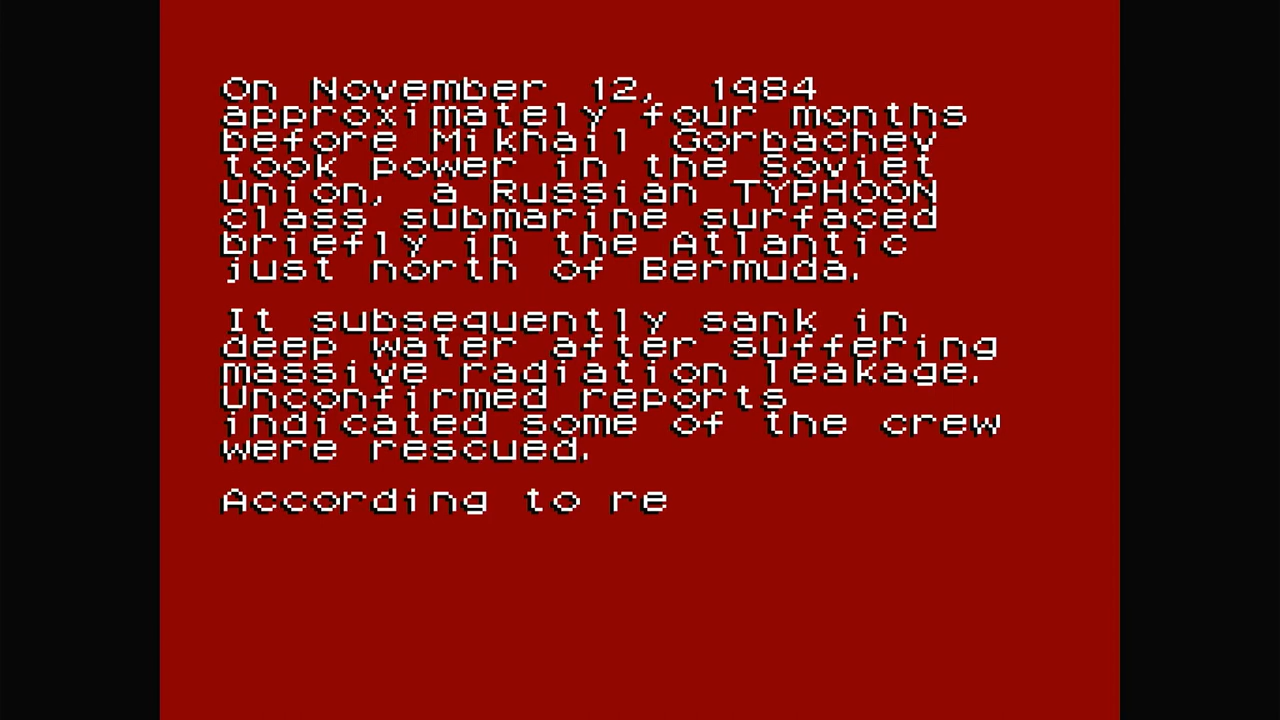 On November 12, 1984
approximately four months
before Mikhail Gorbachev
took power in the Soviet
Union, a Russian TYPHOON
class submarine surfaced
briefly in the Atlantic
just north of Bermuda.
It subsequently sank in
deep water after suffering
massive radiation leakage.
Unconfirmed reports
indicated some of the crew
were rescued.
According to re